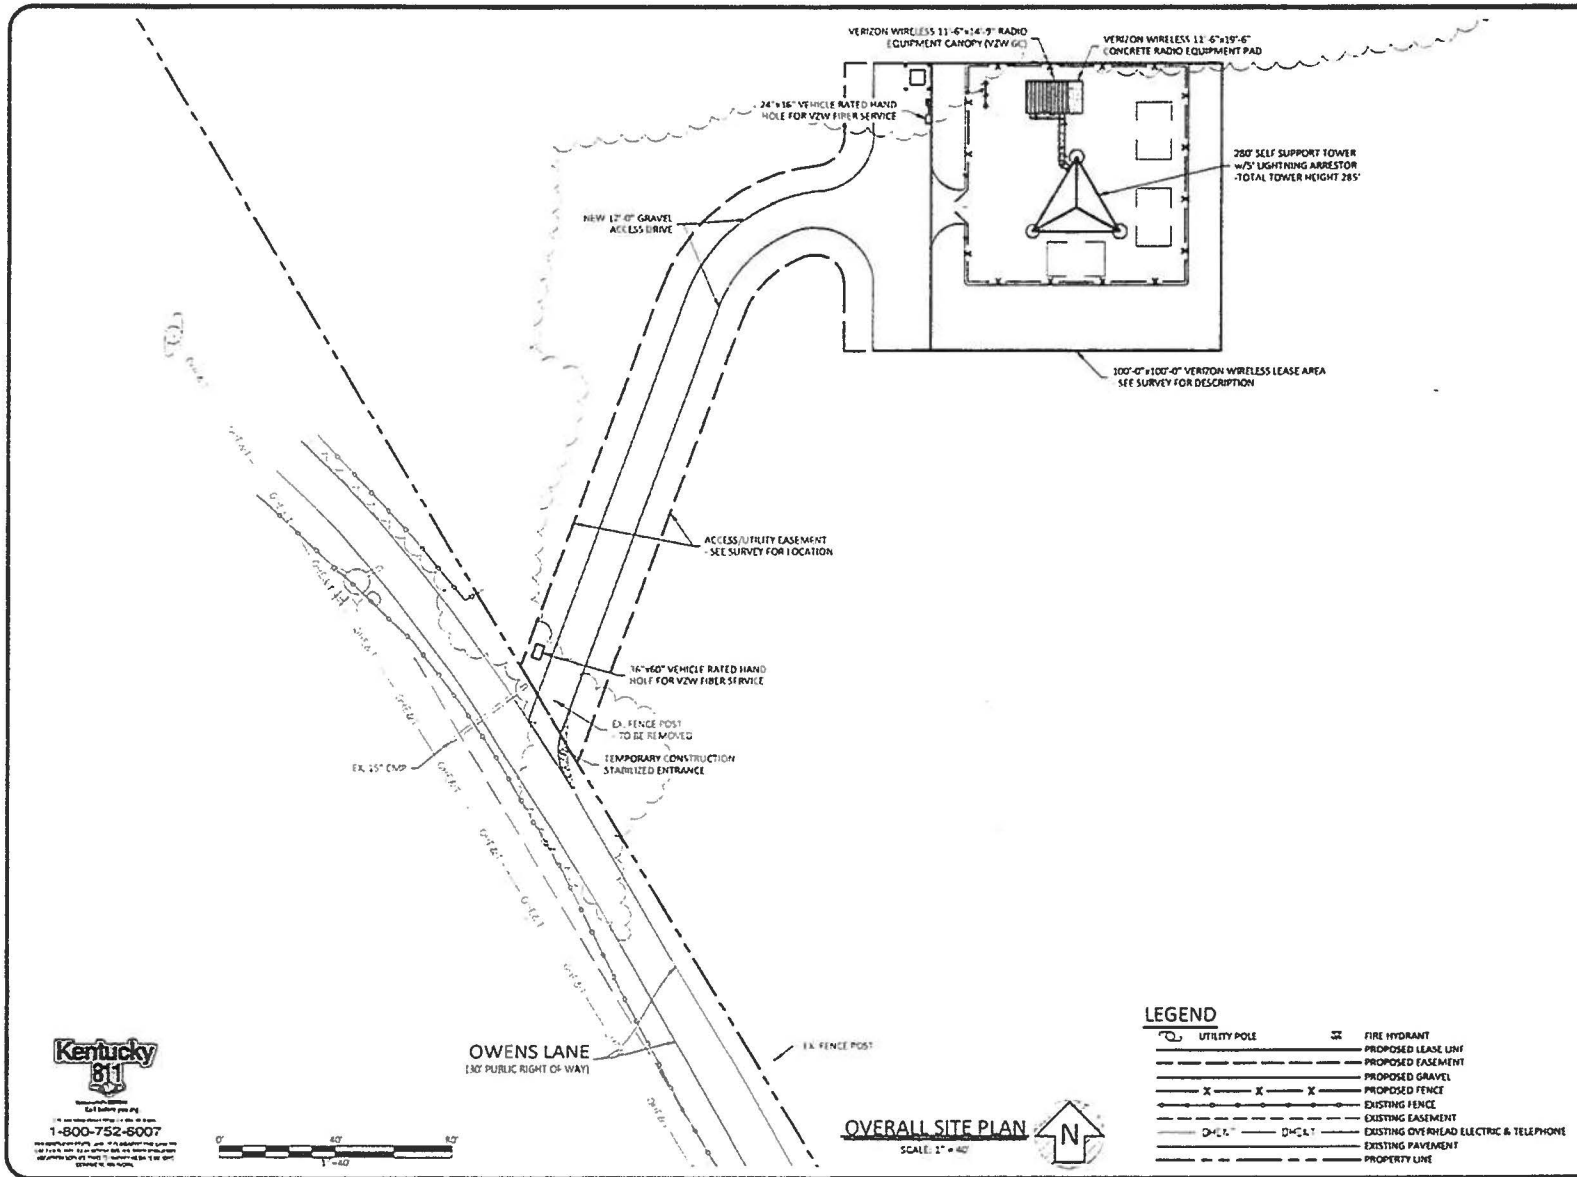 VERIZON WIRELESS 11'-6"x14'-9" RADIO
EQUIPMENT CANOPY (VZW GC)
VERIZON WIRELESS 11'-6"x19'-6"
CONCRETE RADIO EQUIPMENT PAD
24"x36" VEHICLE RATED HAND
HOLE FOR VZW FIBER SERVICE
280' SELF SUPPORT TOWER
w/5' LIGHTNING ARRESTOR
-TOTAL TOWER HEIGHT 285'
NEW 12'-0" GRAVEL
ACCESS DRIVE
100'-0"x100'-0" VERIZON WIRELESS LEASE AREA
- SEE SURVEY FOR DESCRIPTION
ACCESS/UTILITY EASEMENT
- SEE SURVEY FOR LOCATION
36"x60" VEHICLE RATED HAND
HOLE FOR VZW FIBER SERVICE
EX. FENCE POST
- TO BE REMOVED
TEMPORARY CONSTRUCTION
STABILIZED ENTRANCE
EX. 15" CMP
OWENS LANE
(30' PUBLIC RIGHT OF WAY)
EX. FENCE POST
Kentucky
811
Call before you dig.
1-800-752-6007
0' 40' 80'
1"=40'
OVERALL SITE PLAN
SCALE: 1" = 40'
N
LEGEND
UTILITY POLE
FIRE HYDRANT
PROPOSED LEASE LINE
PROPOSED EASEMENT
PROPOSED GRAVEL
X X X PROPOSED FENCE
EXISTING FENCE
EXISTING EASEMENT
OHE&T OHE&T EXISTING OVERHEAD ELECTRIC & TELEPHONE
EXISTING PAVEMENT
PROPERTY LINE